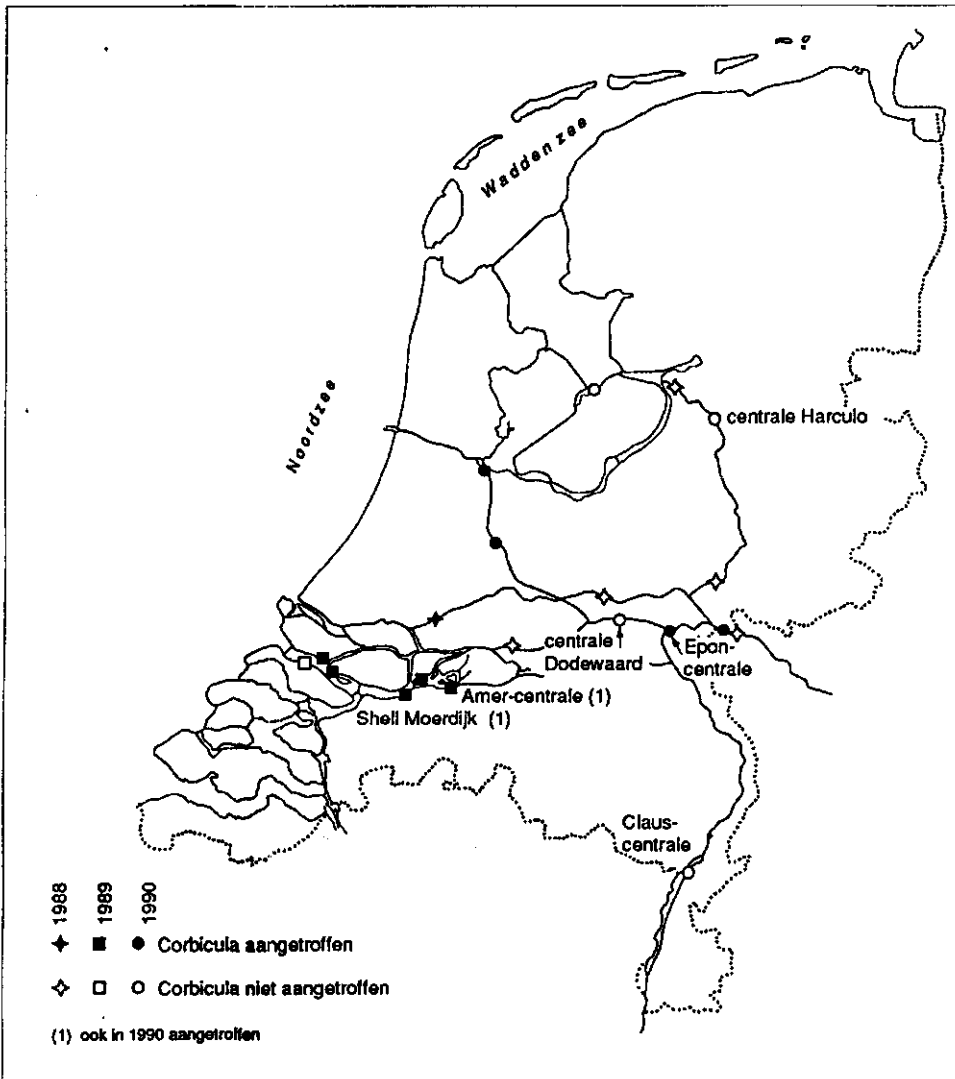 Waddenzee
Noordzee
centrale Harculo
centrale
Dodewaard
Epon-
centrale
Amer-centrale (1)
Shell Moerdijk (1)
Claus-
centrale
1988
1989
1990
Corbicula aangetroffen
Corbicula niet aangetroffen
(1) ook in 1990 aangetroffen